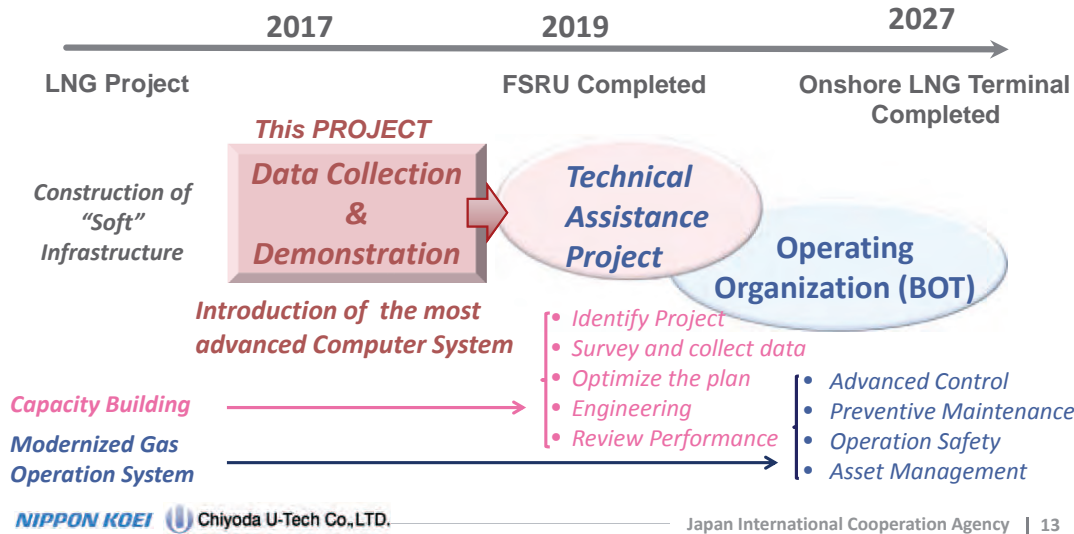 2017
2019
2027
LNG Project
FSRU Completed
Onshore LNG Terminal
Completed
This PROJECT
Construction of
“Soft”
Infrastructure
Data Collection
&
Demonstration
Technical
Assistance
Project
Operating
Organization (BOT)
Introduction of the most
advanced Computer System
• Identify Project
• Survey and collect data
• Optimize the plan
• Engineering
• Review Performance
Capacity Building
Modernized Gas
Operation System
• Advanced Control
• Preventive Maintenance
• Operation Safety
• Asset Management
NIPPON KOEI Chiyoda U-Tech Co.,LTD.
Japan International Cooperation Agency | 13